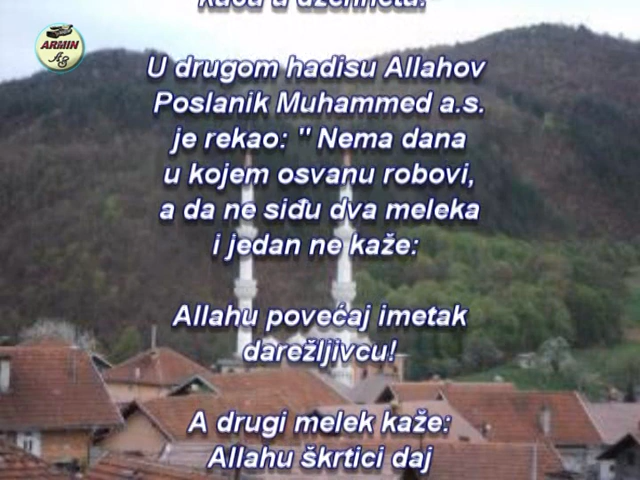 ARMIN
AS
U drugom hadisu Allahov
Poslanik Muhammed a.s.
je rekao: " Nema dana
u kojem osvanu robovi,
a da ne siđu dva meleka
i jedan ne kaže:
Allahu povećaj imetak
darežljivcu!
A drugi melek kaže:
Allahu škrtici daj